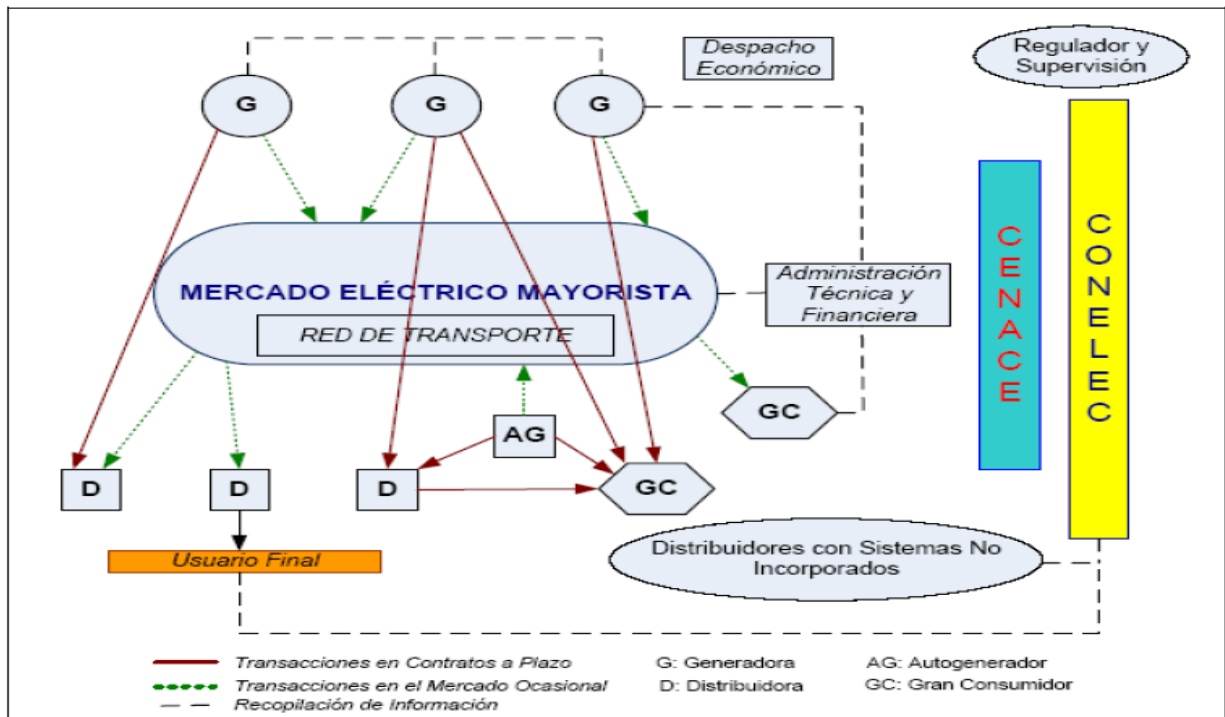 Despacho
Económico
Regulador y
Supervisión
G
G
G
CENACE
CONELEC
MERCADO ELÉCTRICO MAYORISTA
RED DE TRANSPORTE
Administración
Técnica y
Financiera
GC
AG
D
D
D
GC
Usuario Final
Distribuidores con Sistemas No
Incorporados
Transacciones en Contratos a Plazo
G: Generadora
AG: Autogenerador
Transacciones en el Mercado Ocasional
D: Distribuidora
GC: Gran Consumidor
Recopilación de Información